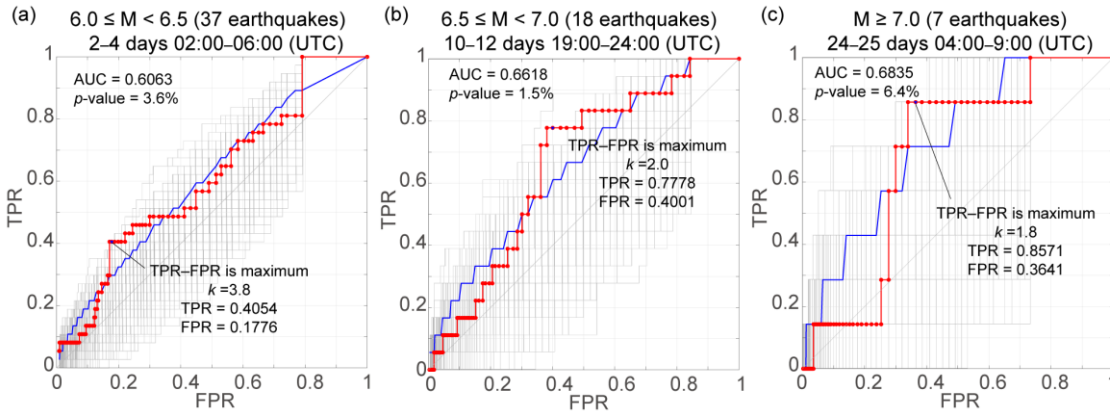 (a)
6.0 ≤ M < 6.5 (37 earthquakes)
2–4 days 02:00–06:00 (UTC)
AUC = 0.6063
p-value = 3.6%
TPR–FPR is maximum
k =3.8
TPR = 0.4054
FPR = 0.1776
TPR
1
0.8
0.6
0.4
0.2
0
0 0.2 0.4 0.6 0.8 1
FPR
(b)
6.5 ≤ M < 7.0 (18 earthquakes)
10–12 days 19:00–24:00 (UTC)
AUC = 0.6618
p-value = 1.5%
TPR–FPR is maximum
k =2.0
TPR = 0.7778
FPR = 0.4001
TPR
1
0.8
0.6
0.4
0.2
0
0 0.2 0.4 0.6 0.8 1
FPR
(c)
M ≥ 7.0 (7 earthquakes)
24–25 days 04:00–9:00 (UTC)
AUC = 0.6835
p-value = 6.4%
TPR–FPR is maximum
k =1.8
TPR = 0.8571
FPR = 0.3641
TPR
1
0.8
0.6
0.4
0.2
0
0 0.2 0.4 0.6 0.8 1
FPR